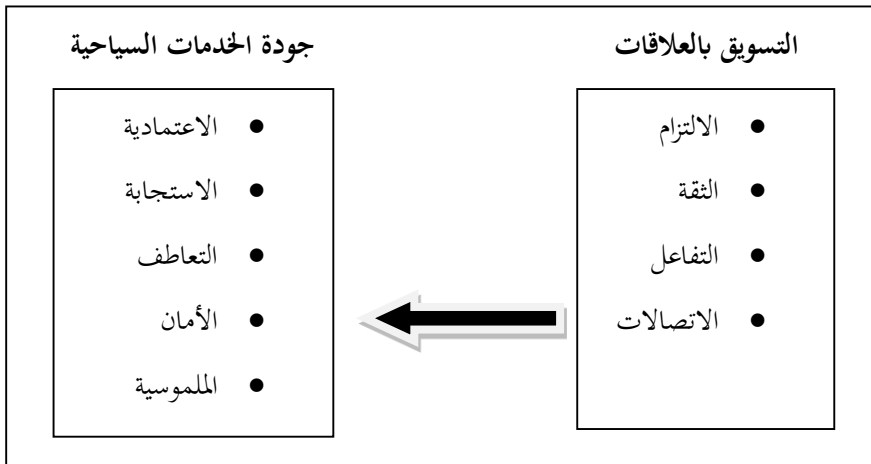 التسويق بالعلاقات
● الالتزام
● الثقة
● التفاعل
● الاتصالات
جودة الخدمات السياحية
● الاعتمادية
● الاستجابة
● التعاطف
● الأمان
● الملموسية